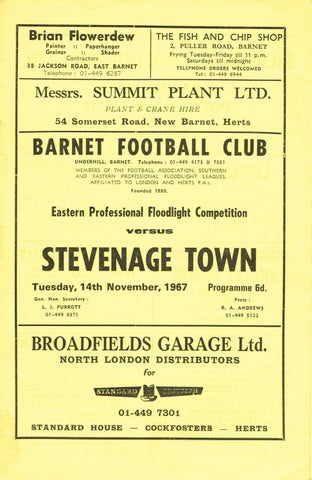 Brian Flowerdew
Painter :: Paperhanger
Grainer :: Shader
Contractors
38 JACKSON ROAD, EAST BARNET
Telephone: 01-449 6287
THE FISH AND CHIP SHOP
2, PULLER ROAD, BARNET
Frying Tuesday-Friday till 11 p.m.
Saturdays till midnight
TELEPHONE ORDERS WELCOMED
Tel.: 01-449 6944
Messrs. SUMMIT PLANT LTD.
PLANT & CRANE HIRE
54 Somerset Road, New Barnet, Herts
BARNET FOOTBALL CLUB
UNDERHILL, BARNET. Telephone: 01-449 4173 & 7881
MEMBERS OF THE FOOTBALL ASSOCIATION, SOUTHERN
AND EASTERN PROFESSIONAL FLOODLIGHT LEAGUES.
AFFILIATED TO LONDON AND HERTS F.A.s.
Founded 1888.
Eastern Professional Floodlight Competition
versus
STEVENAGE TOWN
Tuesday, 14th November, 1967 Programme 6d.
Gen. Hon. Secretary:
L. J. PURROTT
01-449 6871
Press:
R. A. ANDREWS
01-449 5122
BROADFIELDS GARAGE Ltd.
NORTH LONDON DISTRIBUTORS
for
STANDARD
01-449 7301
STANDARD HOUSE — COCKFOSTERS — HERTS